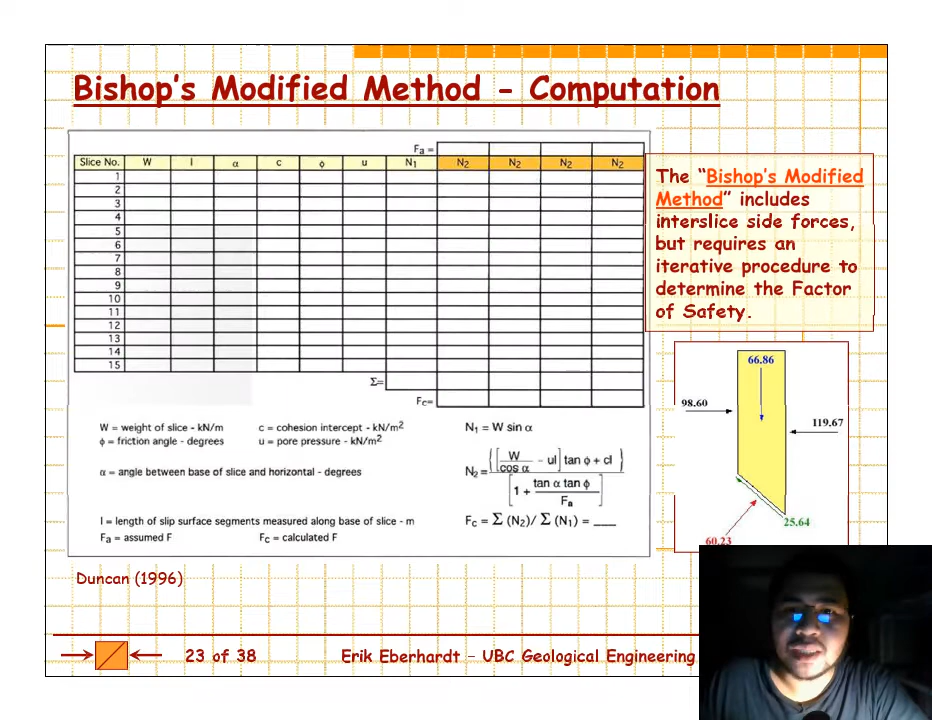 Bishop's Modified Method - Computation
Fa =
Slice No. W l α c ϕ u N1 N2 N2 N2 N2
1
2
3
4
5
6
7
8
9
10
11
12
13
14
15
Σ=
Fc=
The "Bishop's Modified
Method" includes
interslice side forces,
but requires an
iterative procedure to
determine the Factor
of Safety.
66.86
98.60
119.67
25.64
60.23
W = weight of slice - kN/m c = cohesion intercept - kN/m2 N1 = W sin α
ϕ = friction angle - degrees u = pore pressure - kN/m2
α = angle between base of slice and horizontal - degrees
N2 = {[W/cos α - ul] tan ϕ + cl} / [1 + tan α tan ϕ / Fa]
l = length of slip surface segments measured along base of slice - m Fc = Σ (N2)/ Σ (N1) = ___
Fa = assumed F Fc = calculated F
Duncan (1996)
23 of 38 Erik Eberhardt – UBC Geological Engineering